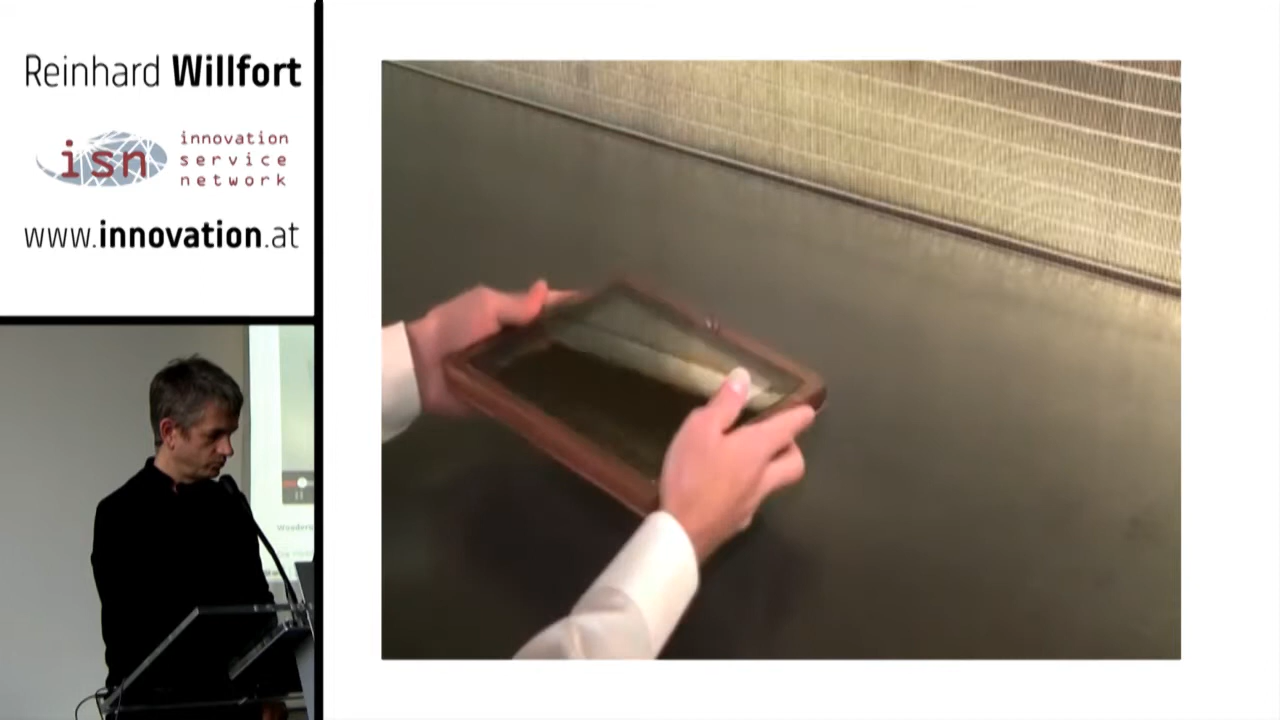 Reinhard Willfort
isn
innovation
service
network
www.innovation.at